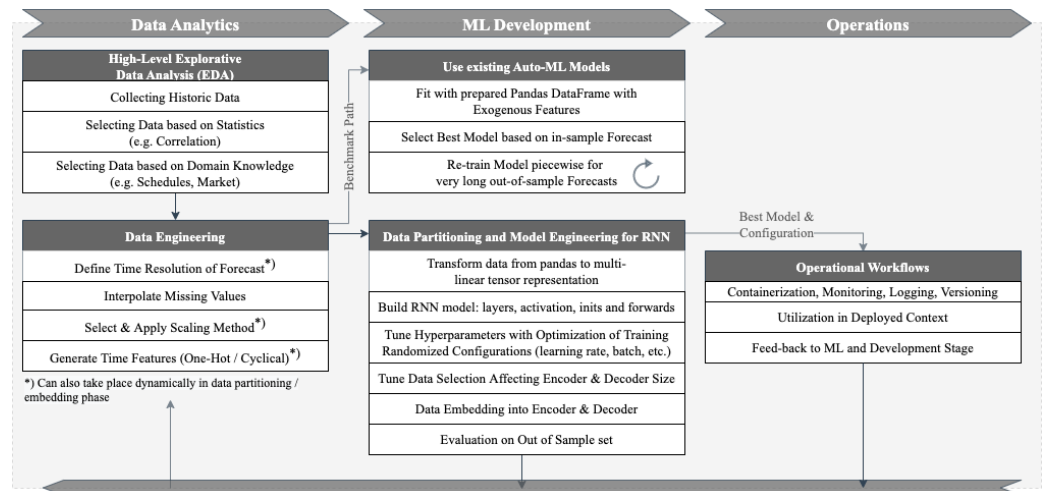 Data Analytics
ML Development
Operations
High-Level Explorative
Data Analysis (EDA)
Collecting Historic Data
Selecting Data based on Statistics
(e.g. Correlation)
Selecting Data based on Domain Knowledge
(e.g. Schedules, Market)
Data Engineering
Define Time Resolution of Forecast*)
Interpolate Missing Values
Select & Apply Scaling Method*)
Generate Time Features (One-Hot / Cyclical)*)
*) Can also take place dynamically in data partitioning /
embedding phase
Benchmark Path
Use existing Auto-ML Models
Fit with prepared Pandas DataFrame with
Exogenous Features
Select Best Model based on in-sample Forecast
Re-train Model piecewise for
very long out-of-sample Forecasts
Data Partitioning and Model Engineering for RNN
Transform data from pandas to multi-
linear tensor representation
Build RNN model: layers, activation, inits and forwards
Tune Hyperparameters with Optimization of Training
Randomized Configurations (learning rate, batch, etc.)
Tune Data Selection Affecting Encoder & Decoder Size
Data Embedding into Encoder & Decoder
Evaluation on Out of Sample set
Best Model &
Configuration
Operational Workflows
Containerization, Monitoring, Logging, Versioning
Utilization in Deployed Context
Feed-back to ML and Development Stage